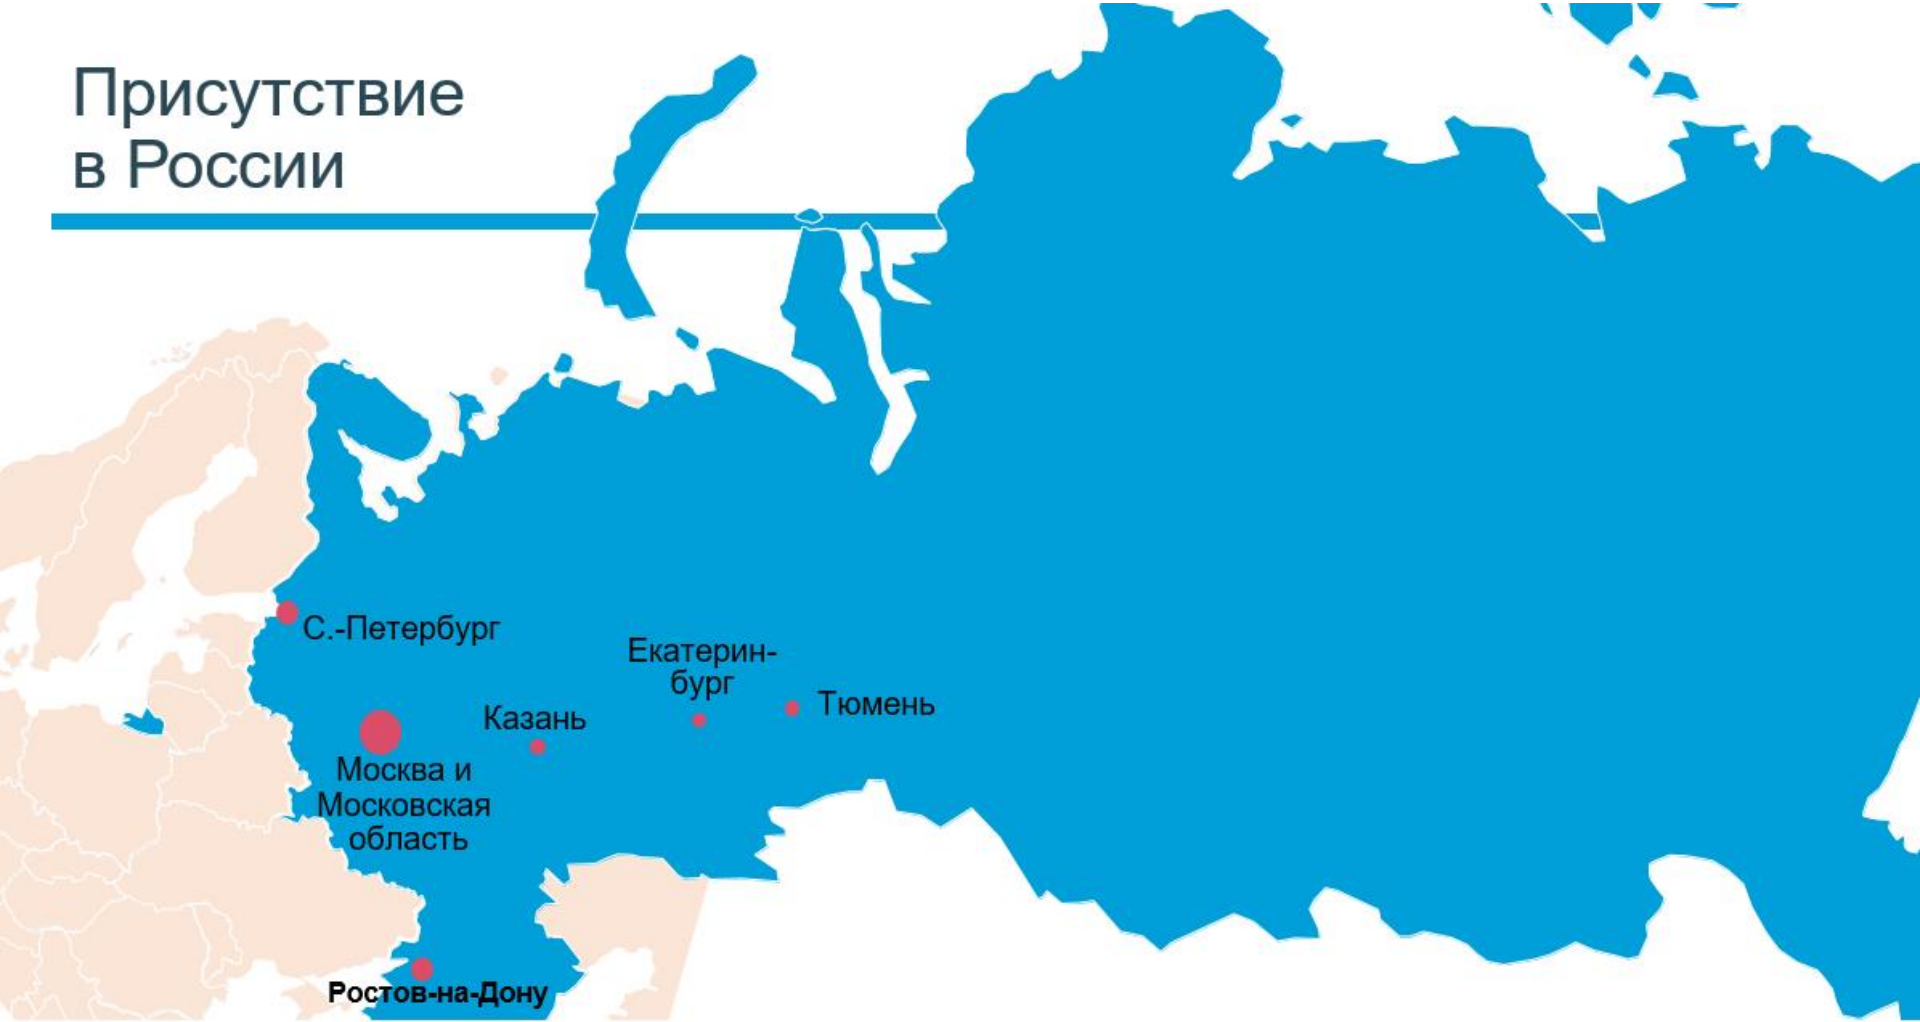 Присутствие
в России
С.-Петербург
Екатерин-
бург
Тюмень
Казань
Москва и
Московская
область
Ростов-на-Дону